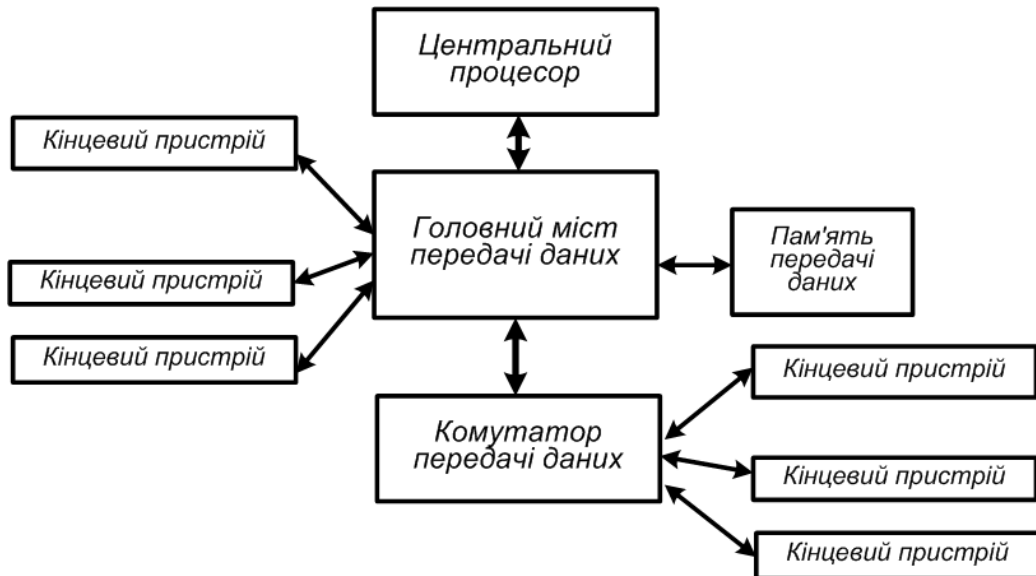 Центральний
процесор
Кінцевий пристрій
Головний міст
передачі даних
Пам'ять
передачі
даних
Кінцевий пристрій
Кінцевий пристрій
Кінцевий пристрій
Комутатор
передачі даних
Кінцевий пристрій
Кінцевий пристрій